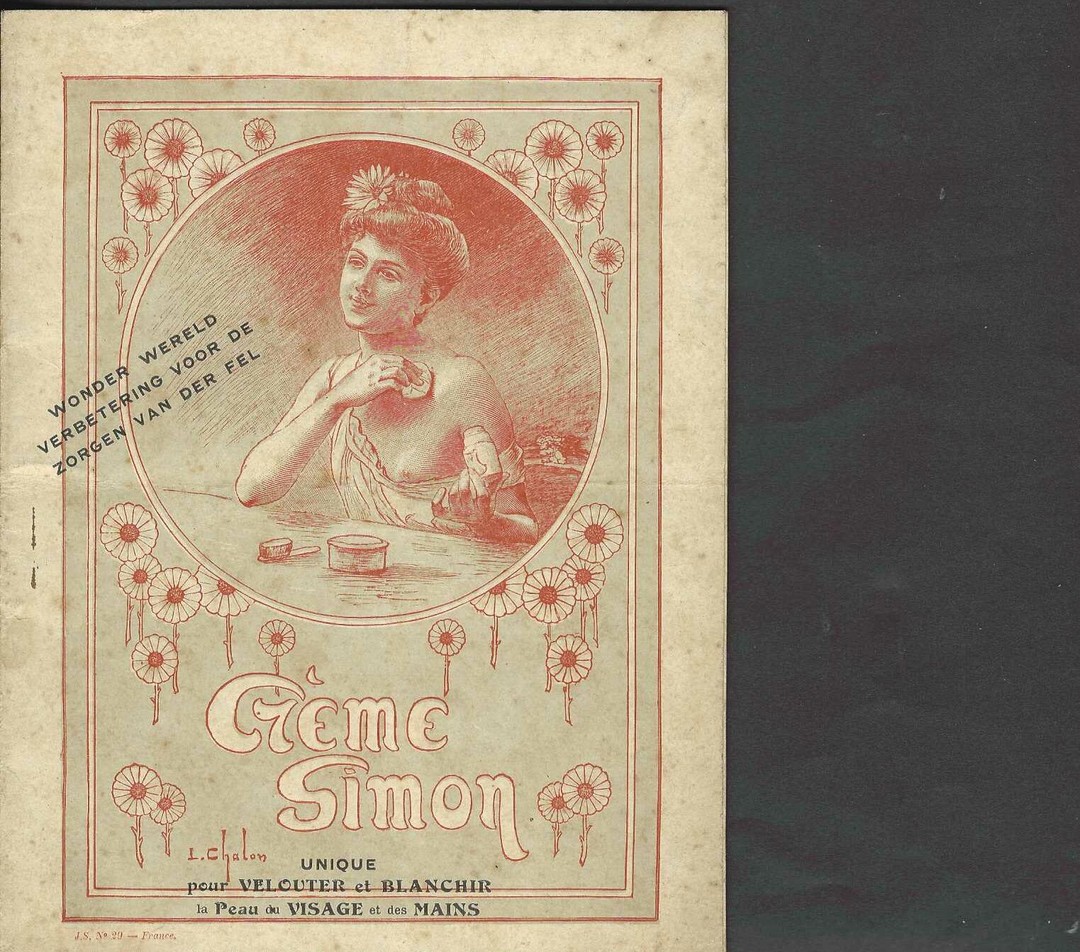 WONDER WERELD
VERBETERING VOOR DE
ZORGEN VAN DER FEL
Crème
Simon
L. Chalon
UNIQUE
pour VELOUTER et BLANCHIR
la Peau du VISAGE et des MAINS
J.S. Nº 29 — France.